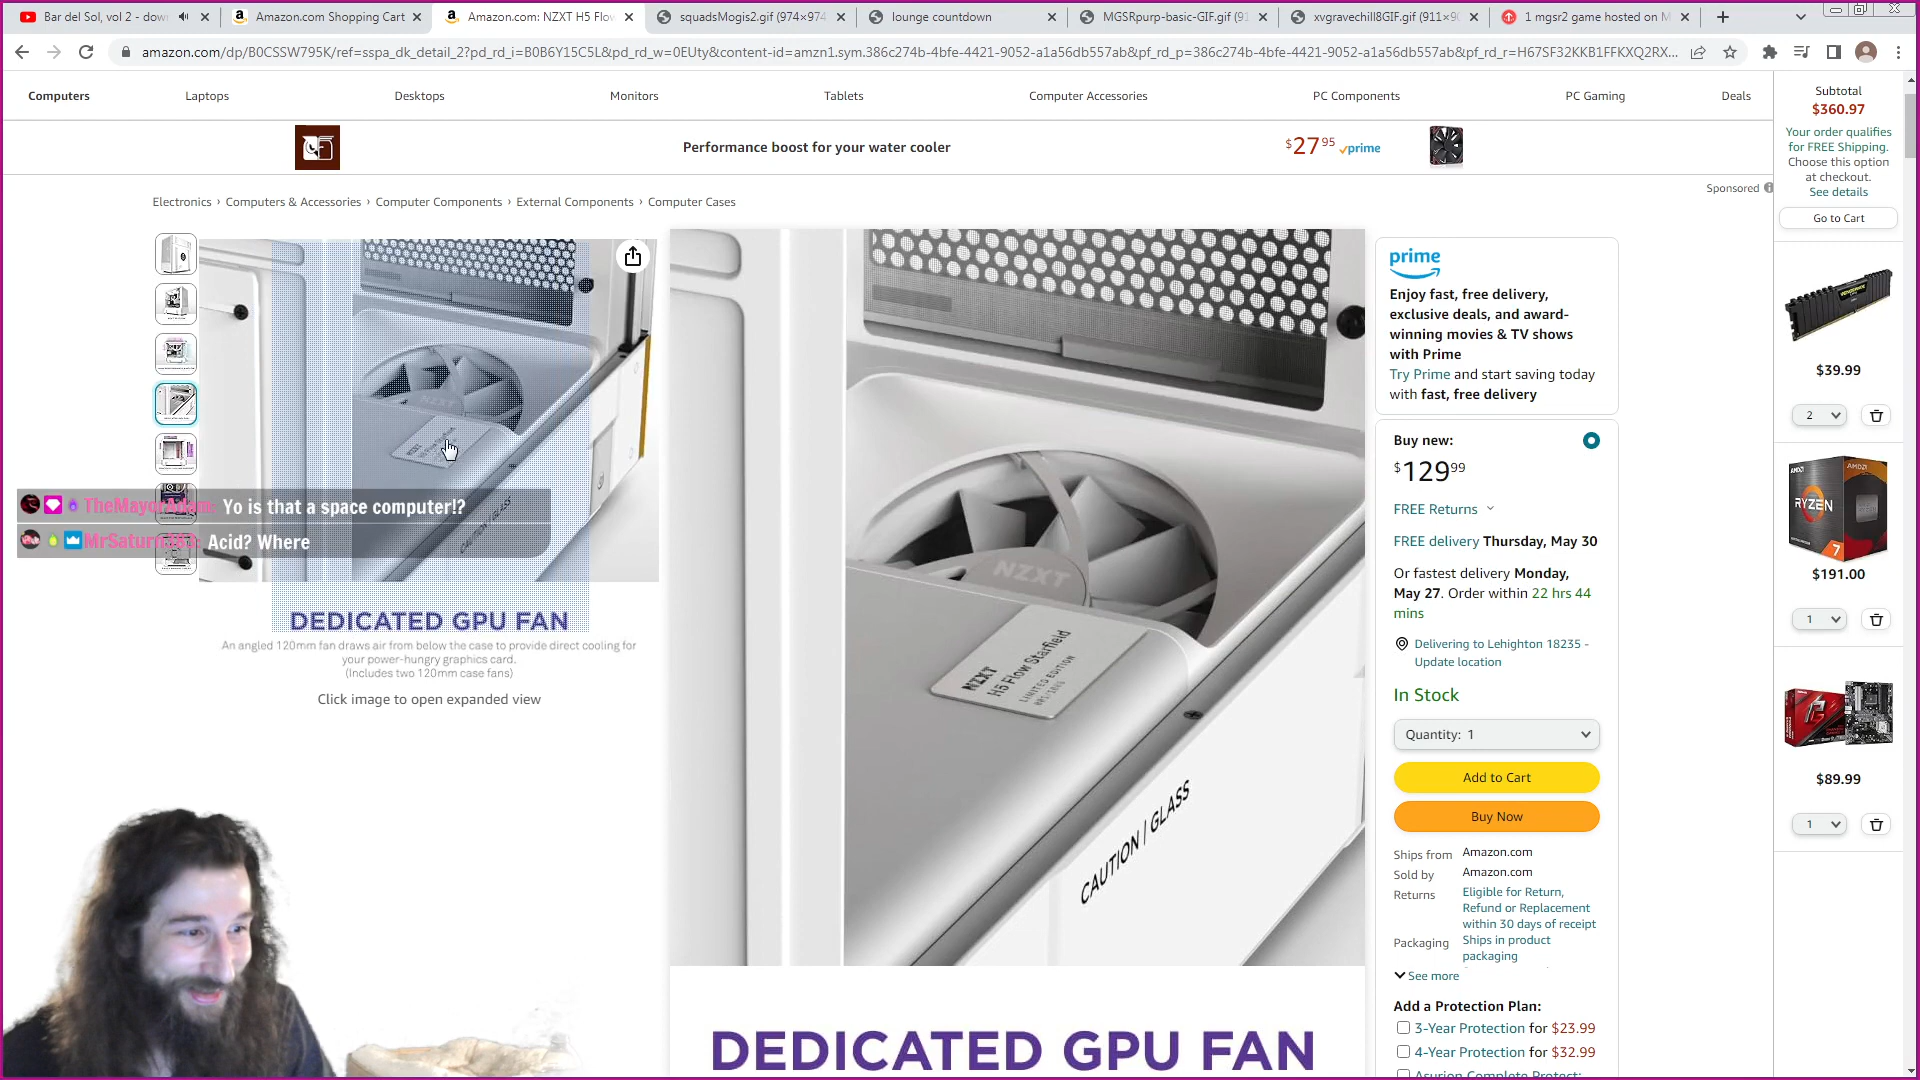 Bar del Sol, vol 2 - dow
Amazon.com Shopping Cart
Amazon.com: NZXT H5 Flo
squadsMogis2.gif (974×974
lounge countdown
MGSRpurp-basic-GIF.gif (91
xvgravechill8GIF.gif (911×90
1 mgsr2 game hosted on M
amazon.com/dp/B0CSSW795K/ref=sspa_dk_detail_2?pd_rd_i=B0B6Y15C5L&pd_rd_w=0EUty&content-id=amzn1.sym.386c274b-4bfe-4421-9052-a1a56db557ab&pf_rd_p=386c274b-4bfe-4421-9052-a1a56db557ab&pf_rd_r=H67SF32KKB1FFKXQ2RX...
Computers
Laptops
Desktops
Monitors
Tablets
Computer Accessories
PC Components
PC Gaming
Deals
Performance boost for your water cooler
$27 95 prime
Sponsored
Electronics › Computers & Accessories › Computer Components › External Components › Computer Cases
TheMayorAdam: Yo is that a space computer!?
Acid? Where
CAUTION | GLASS
DEDICATED GPU FAN
An angled 120mm fan draws air from below the case to provide direct cooling for
your power-hungry graphics card.
(Includes two 120mm case fans)
Click image to open expanded view
NZXT
NZXT
H5 Flow Starfield
LIMITED EDITION
CAUTION | GLASS
DEDICATED GPU FAN
prime
Enjoy fast, free delivery,
exclusive deals, and award-
winning movies & TV shows
with Prime
Try Prime and start saving today
with fast, free delivery
Buy new:
$129 99
FREE Returns
FREE delivery Thursday, May 30
Or fastest delivery Monday,
May 27. Order within 22 hrs 44
mins
Delivering to Lehighton 18235 -
Update location
In Stock
Quantity: 1
Add to Cart
Buy Now
Ships from Amazon.com
Sold by Amazon.com
Returns Eligible for Return,
Refund or Replacement
within 30 days of receipt
Packaging Ships in product
packaging
See more
Add a Protection Plan:
3-Year Protection for $23.99
4-Year Protection for $32.99
Asurion Complete Protect:
Subtotal
$360.97
Your order qualifies
for FREE Shipping.
Choose this option
at checkout.
See details
Go to Cart
VENGEANCE
$39.99
2
AMD
AMD
RYZEN
7
$191.00
1
$89.99
1